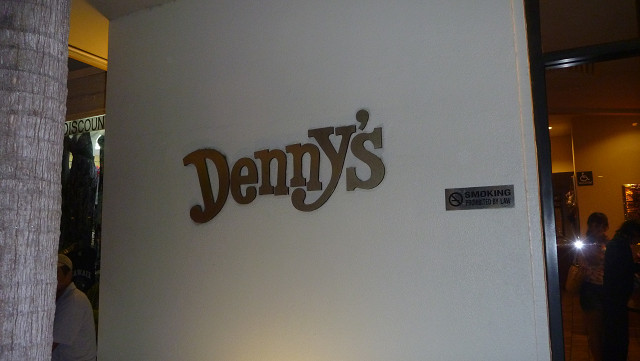 DISCOUN
Denny's
SMOKING
PROHIBITED BY LAW